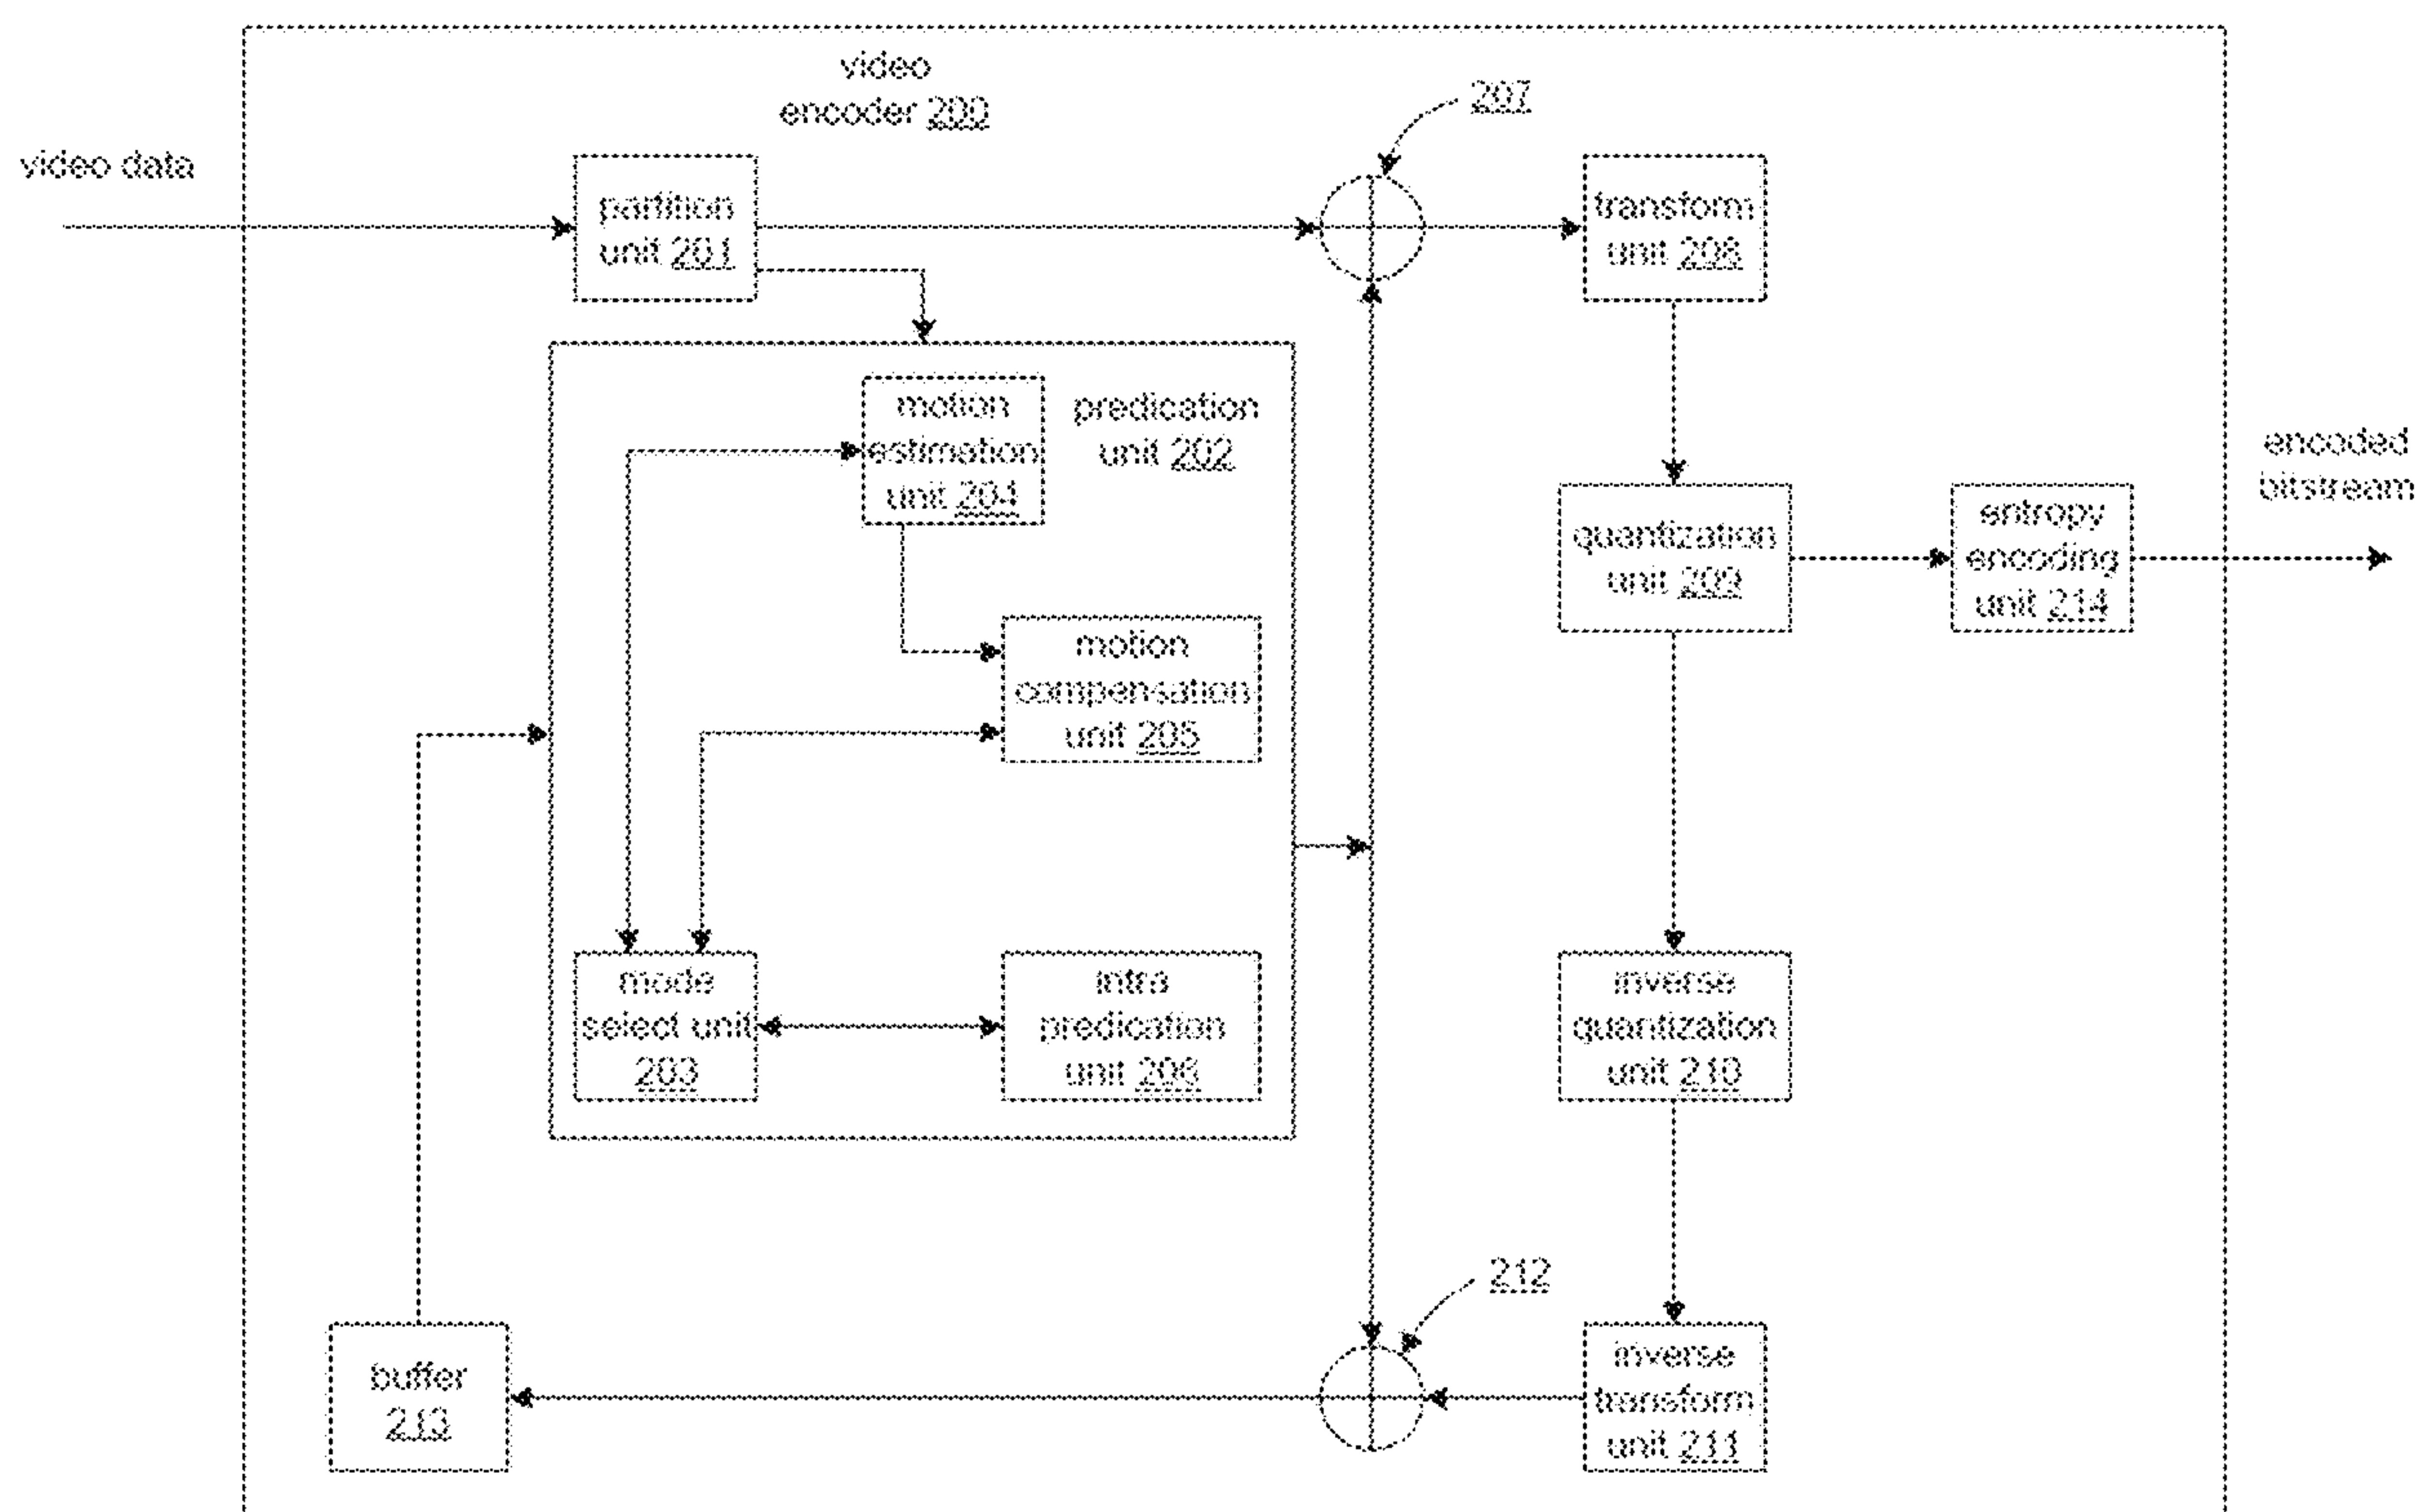 video
encoder 200
207
video data
partition
unit 201
transform
unit 208
motion
estimation
unit 204
predication
unit 202
encoded
bitstream
quantization
unit 209
entropy
encoding
unit 214
motion
compensation
unit 205
mode
select unit
203
intra
predication
unit 206
inverse
quantization
unit 210
212
buffer
213
inverse
transform
unit 211